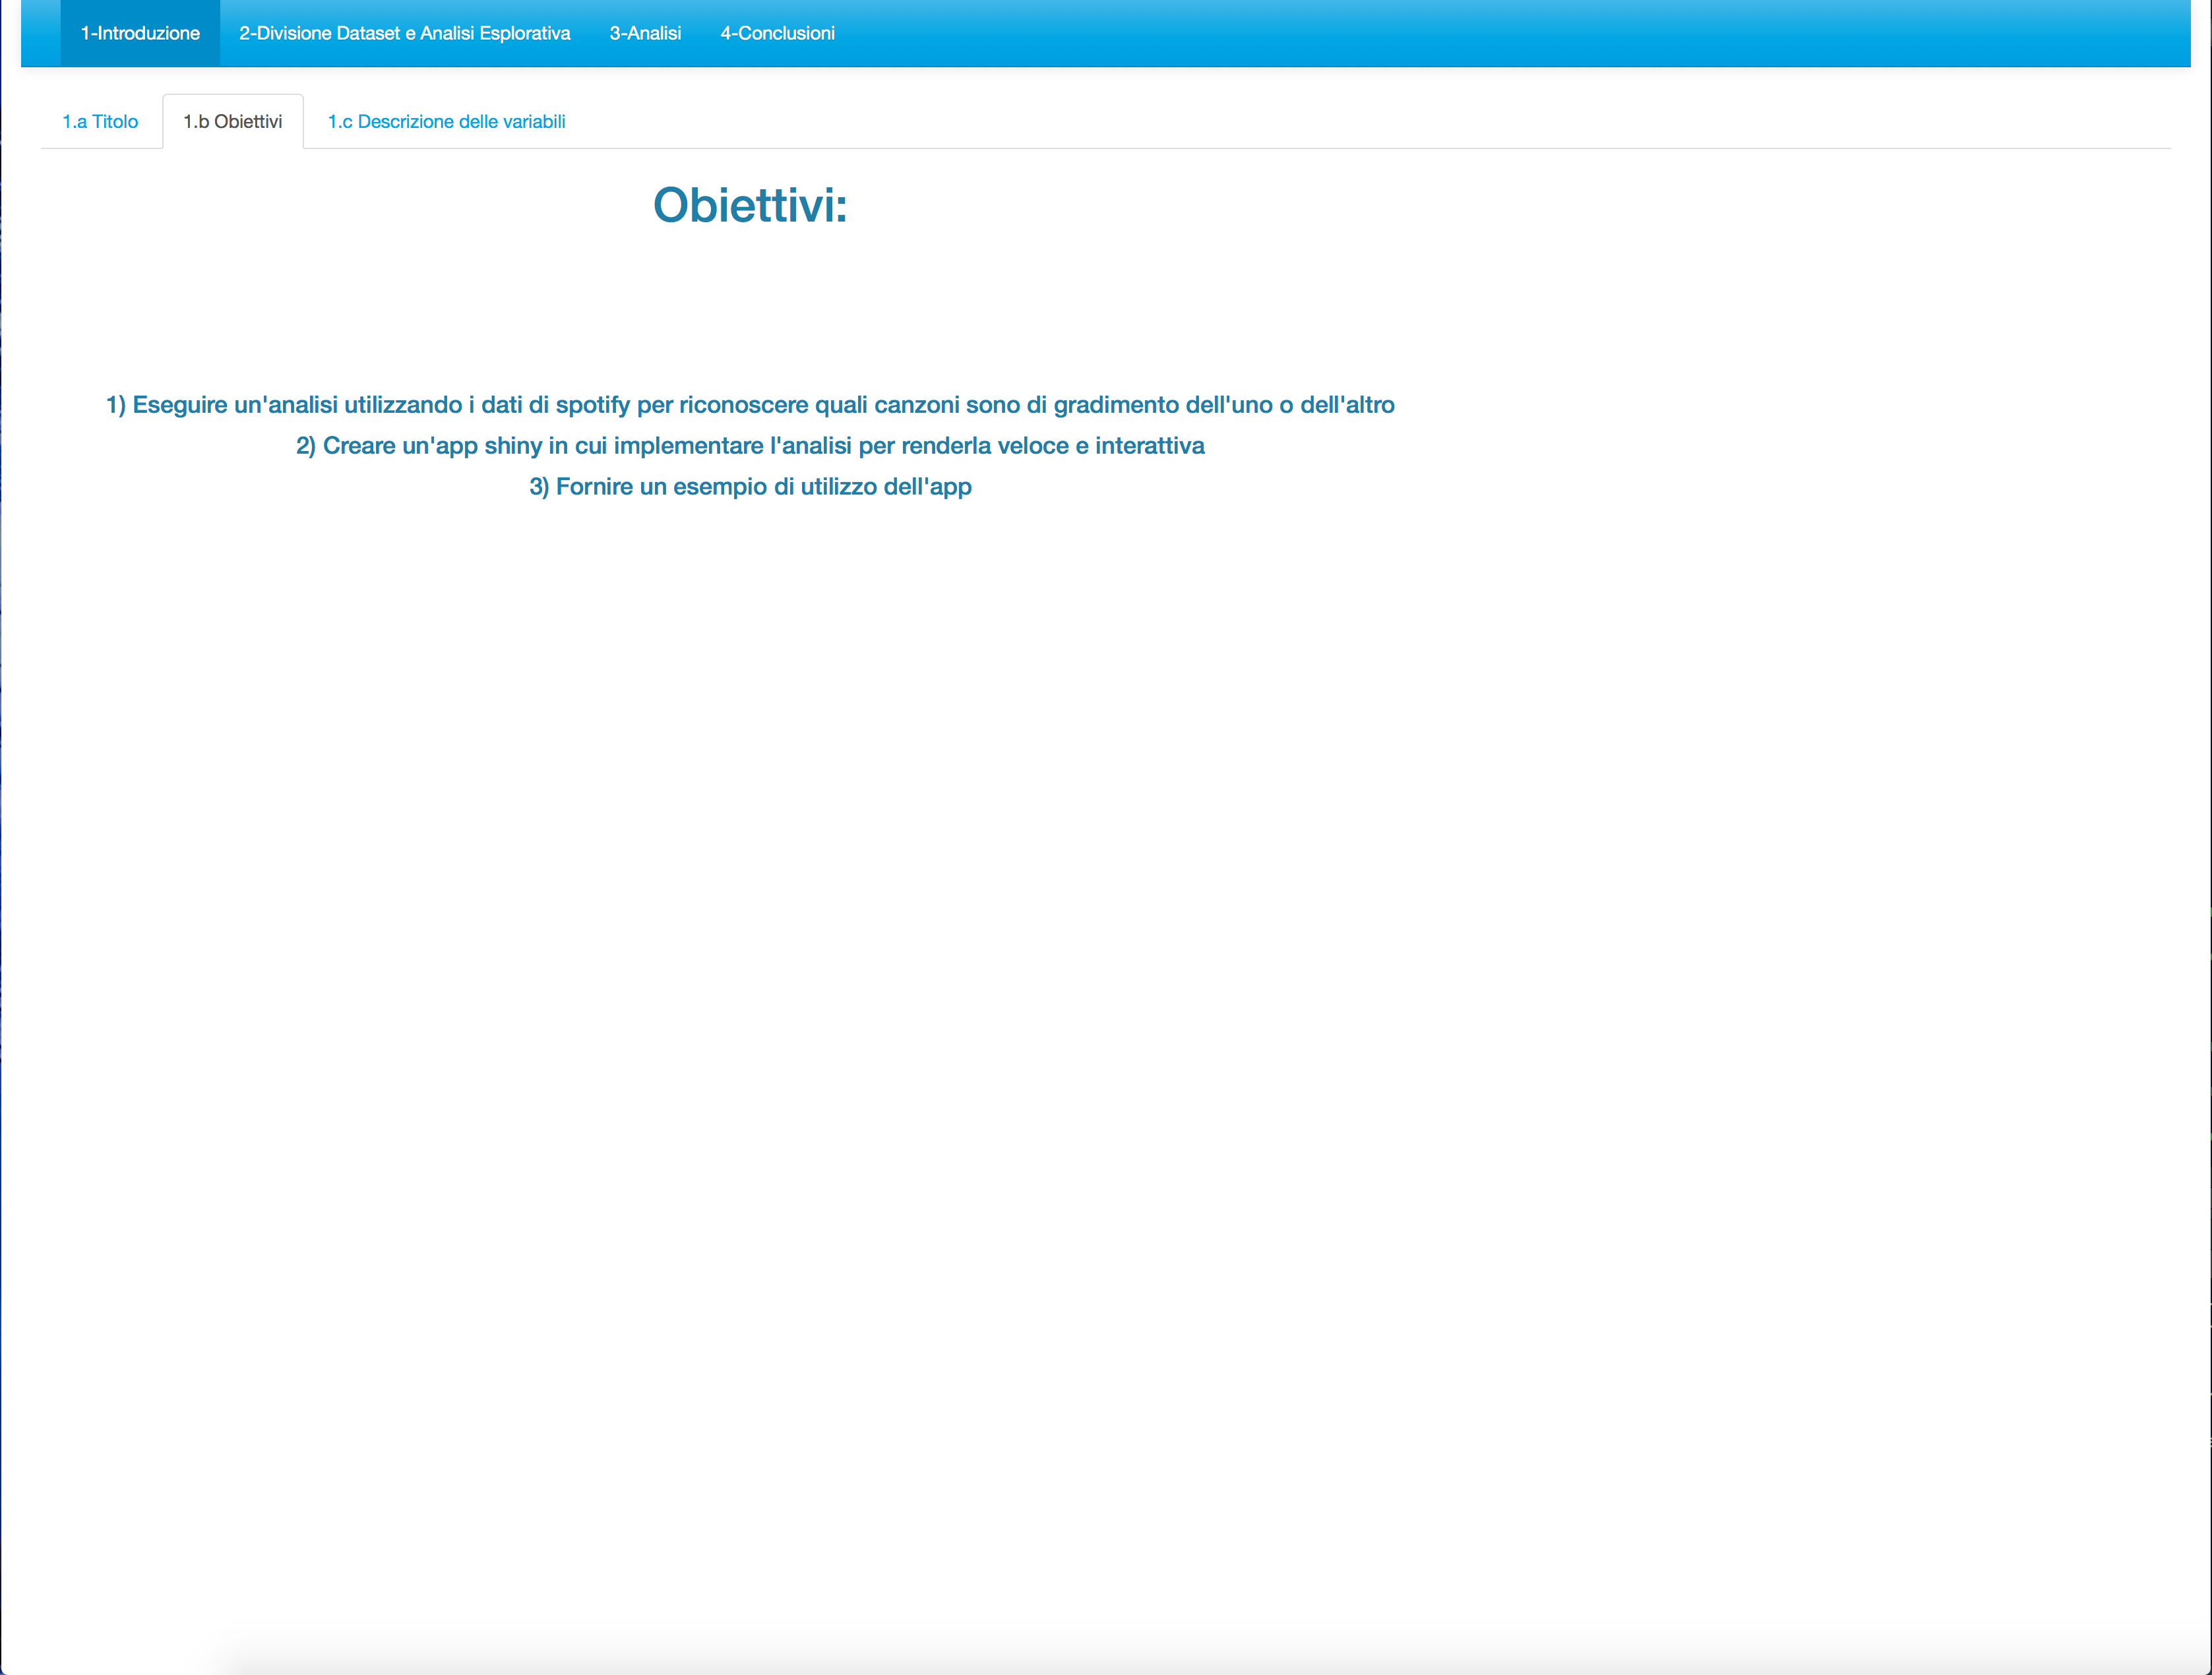 1-Introduzione 2-Divisione Dataset e Analisi Esplorativa 3-Analisi 4-Conclusioni
1.a Titolo 1.b Obiettivi 1.c Descrizione delle variabili
Obiettivi:
1) Eseguire un'analisi utilizzando i dati di spotify per riconoscere quali canzoni sono di gradimento dell'uno o dell'altro
2) Creare un'app shiny in cui implementare l'analisi per renderla veloce e interattiva
3) Fornire un esempio di utilizzo dell'app